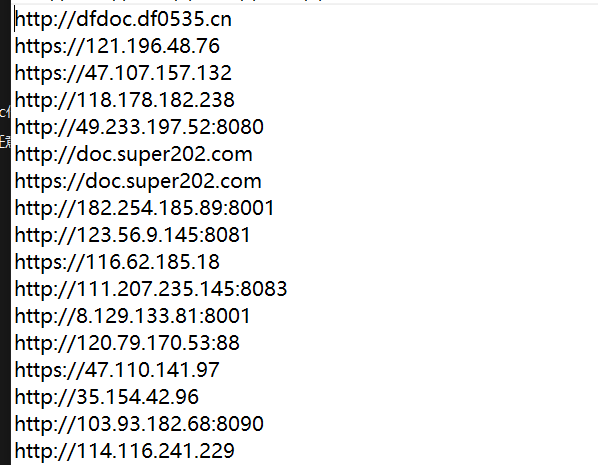 http://dfdoc.df0535.cn
https://121.196.48.76
https://47.107.157.132
http://118.178.182.238
http://49.233.197.52:8080
http://doc.super202.com
https://doc.super202.com
http://182.254.185.89:8001
http://123.56.9.145:8081
https://116.62.185.18
http://111.207.235.145:8083
http://8.129.133.81:8001
http://120.79.170.53:88
https://47.110.141.97
http://35.154.42.96
http://103.93.182.68:8090
http://114.116.241.229